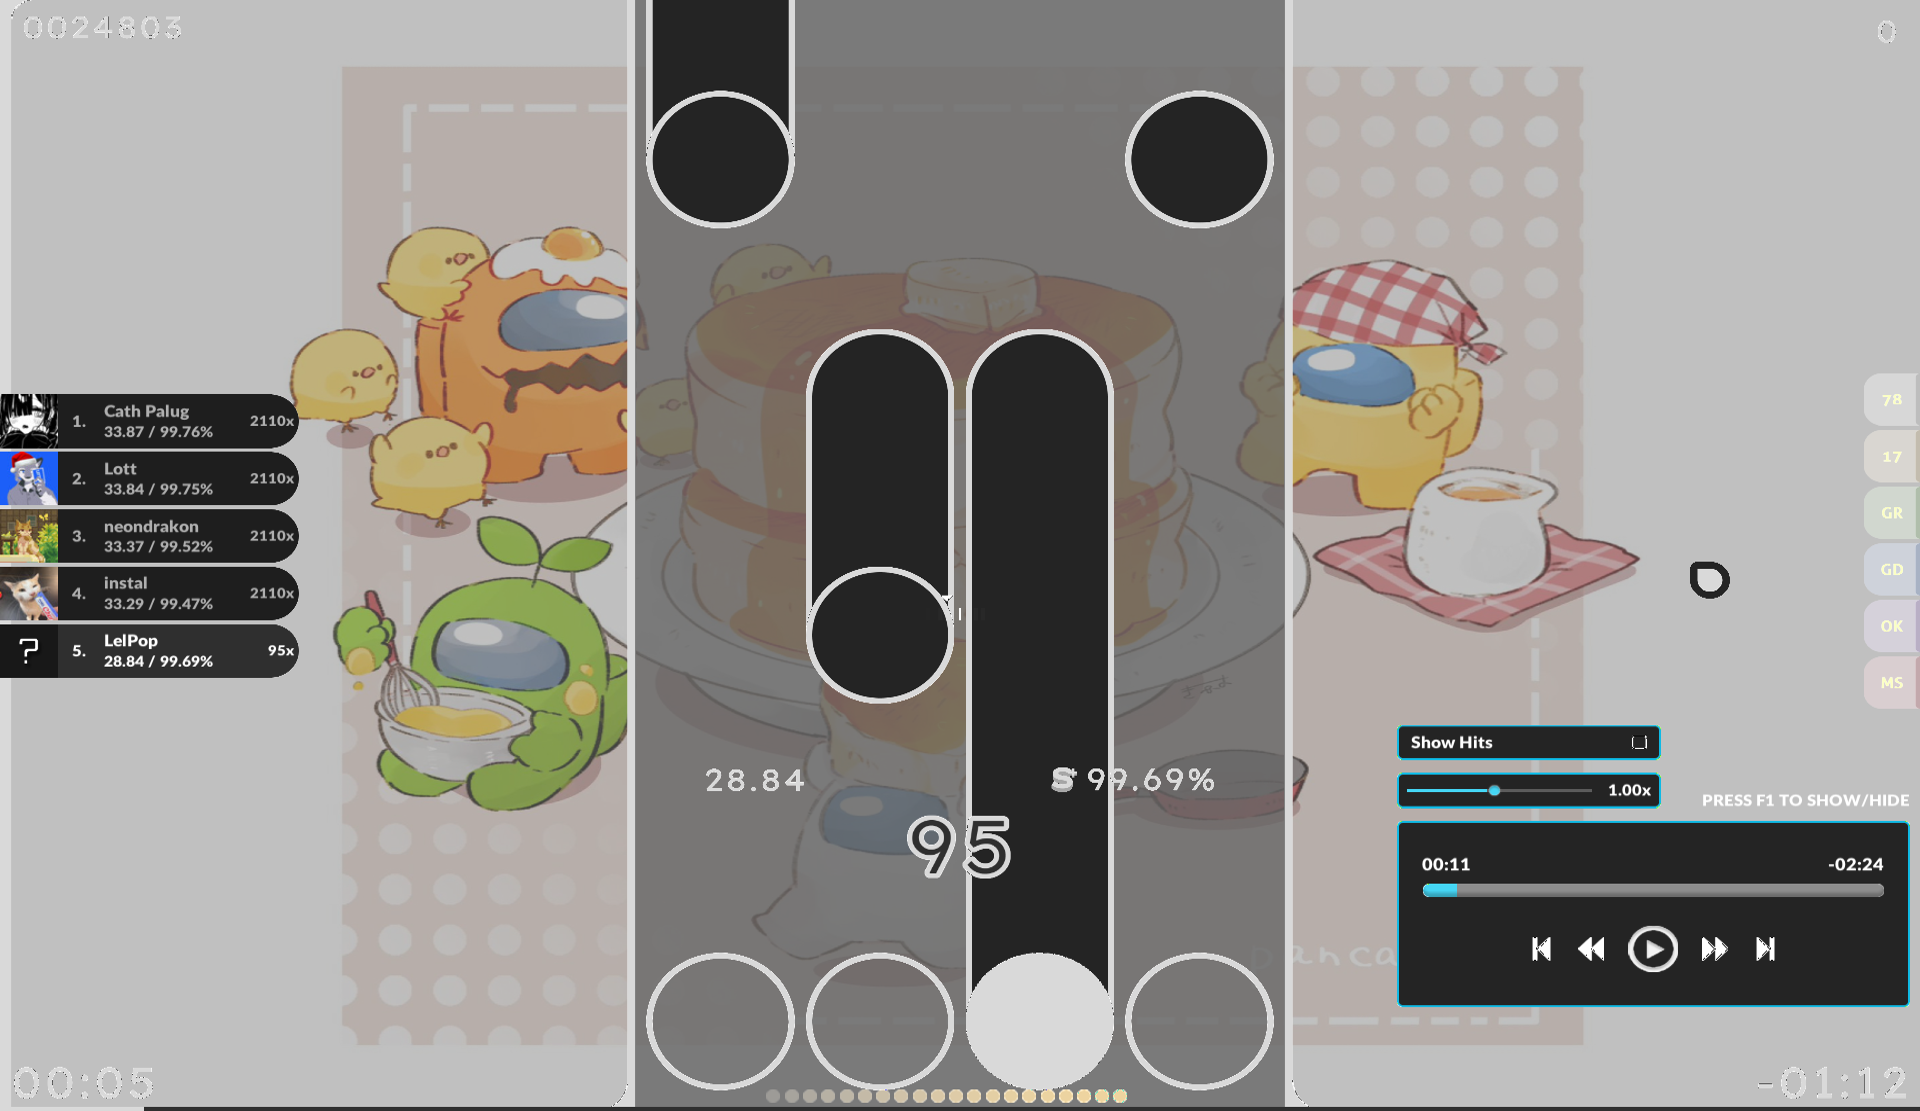 0024803
0
1. Cath Palug 2110x
33.87 / 99.76%
2. Lott 2110x
33.84 / 99.75%
3. neondrakon 2110x
33.37 / 99.52%
4. instal 2110x
33.29 / 99.47%
? 5. LelPop 95x
28.84 / 99.69%
78
17
GR
GD
OK
MS
28.84
S+ 99.69%
95
Show Hits
1.00x
PRESS F1 TO SHOW/HIDE
00:11 -02:24
panca
00:05
-01:12